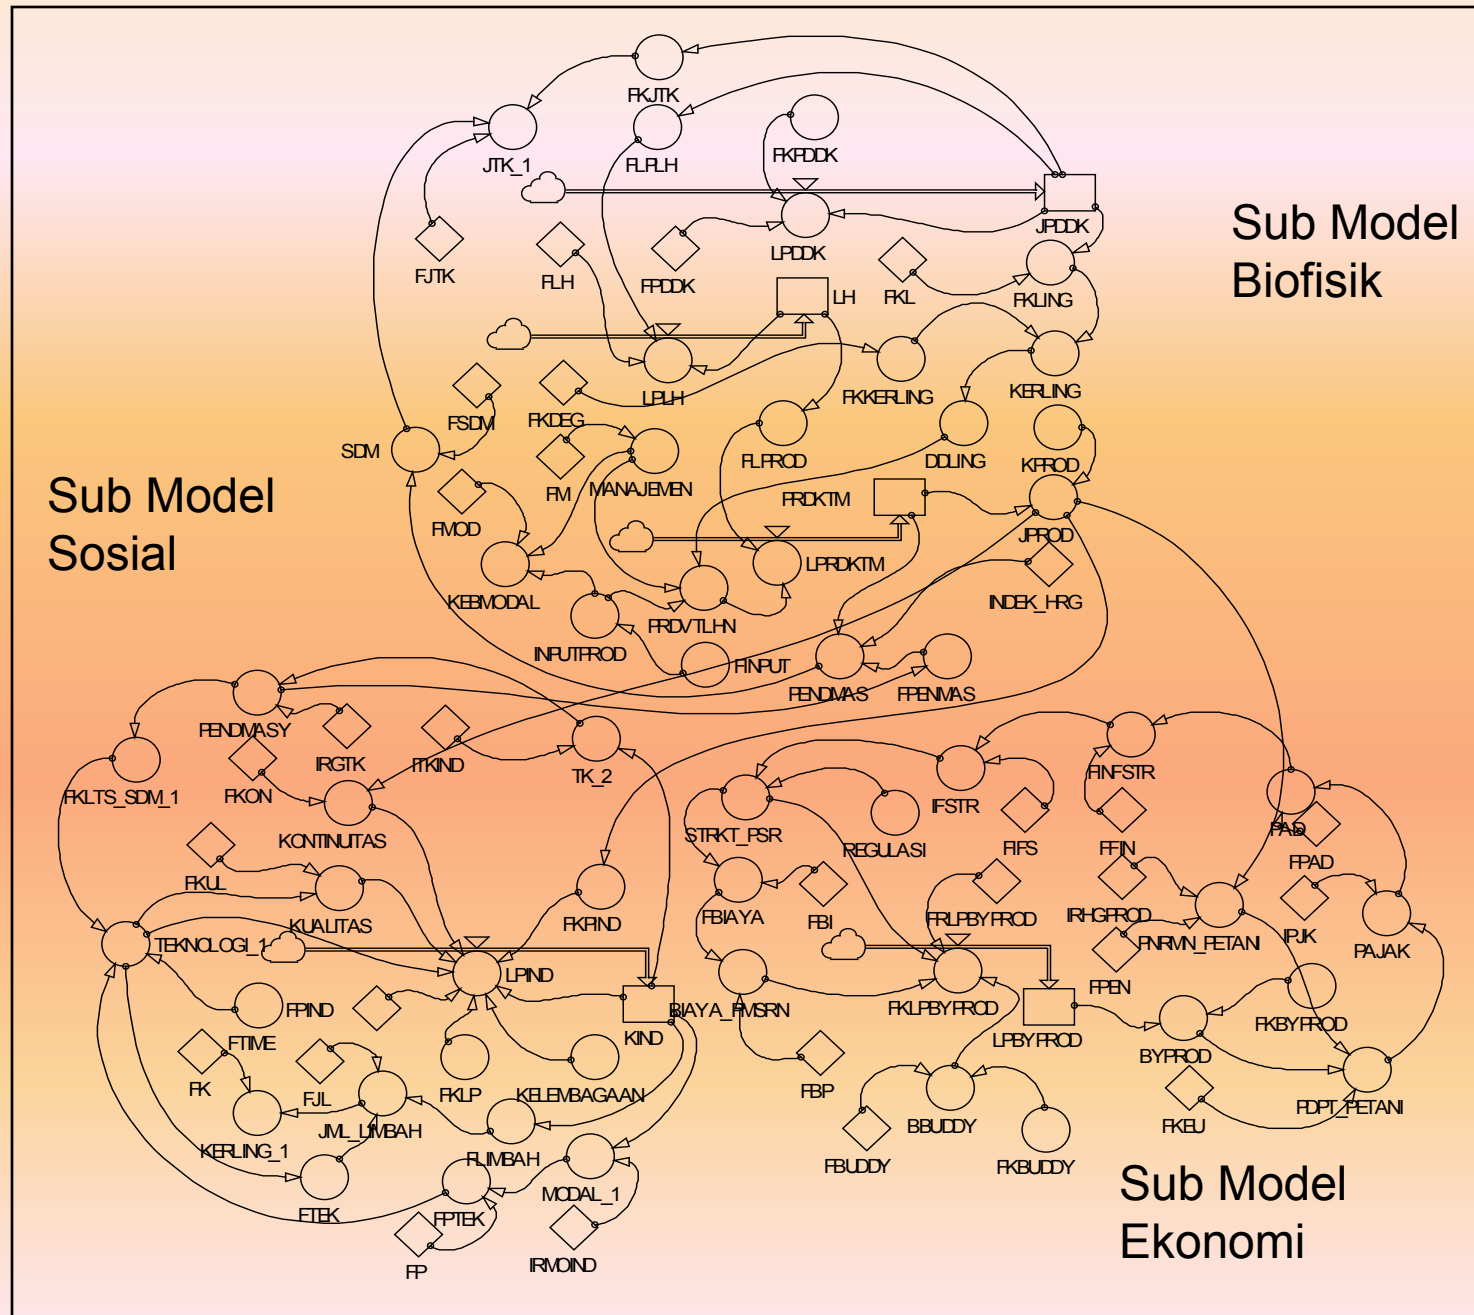 FKJTK
JTK_1
FLPLH
FKPDDK
JPDDK
Sub Model
Biofisik
FJTK
FLH
FPDDK
LPDDK
FKL
FKLING
LH
LPLH
FKKERLING
KERLING
FSDM
FKDEG
SDM
FM
MANAJEMEN
FLPROD
DDLING
KPROD
Sub Model
Sosial
FMOD
PRDKTM
JPROD
KEBMODAL
LPRDKTM
INDEK_HRG
PRDVTLHN
INPUTPROD
FINPUT
PENDMAS
FPENMAS
PENDMASY
IRGTK
ITKIND
TK_2
FINFSTR
FKLTS_SDM_1
FKON
KONTINUITAS
STRKT_PSR
REGULASI
IFSTR
FIFS
FFIN
PAD
FPAD
FKUL
KUALITAS
FKPIND
FBIAYA
FBI
FRLPBYPROD
IRHGPROD
PNRMN_PETANI
IPJK
PAJAK
TEKNOLOGI_1
LPIND
FPIND
FTIME
KIND
BIAYA_PMSRN
FKLPBYPROD
LPBYPROD
FPEN
BYPROD
FKBYPROD
FK
FJL
FKLP
KELEMBAGAAN
FBP
PDPT_PETANI
KERLING_1
JML_LIMBAH
FLIMBAH
MODAL_1
FBUDDY
BBUDDY
FKBUDDY
FKEU
FTEK
FPTEK
FP
IRMOIND
Sub Model
Ekonomi